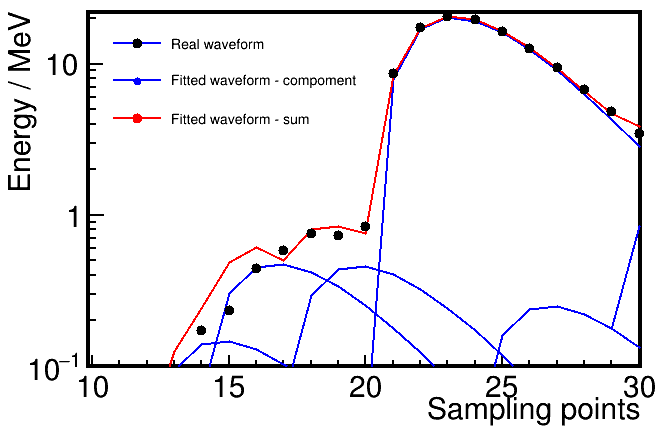 Energy / MeV
Real waveform
Fitted waveform - compoment
Fitted waveform - sum
10
1
10⁻¹
10 15 20 25 30
Sampling points